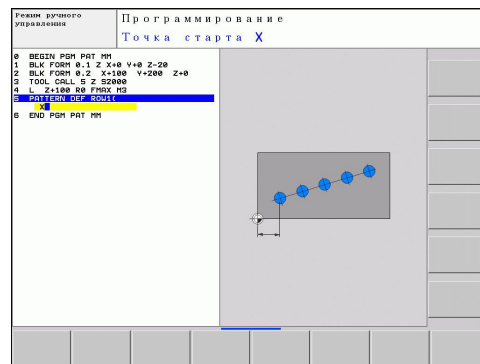 Режим ручного
управления
Программирование
Точка старта X
0 BEGIN PGM PAT MM
1 BLK FORM 0.1 Z X+0 Y+0 Z-20
2 BLK FORM 0.2 X+100 Y+200 Z+0
3 TOOL CALL 5 Z S2000
4 L Z+100 R0 FMAX M3
5 PATTERN DEF ROW1(
X
6 END PGM PAT MM